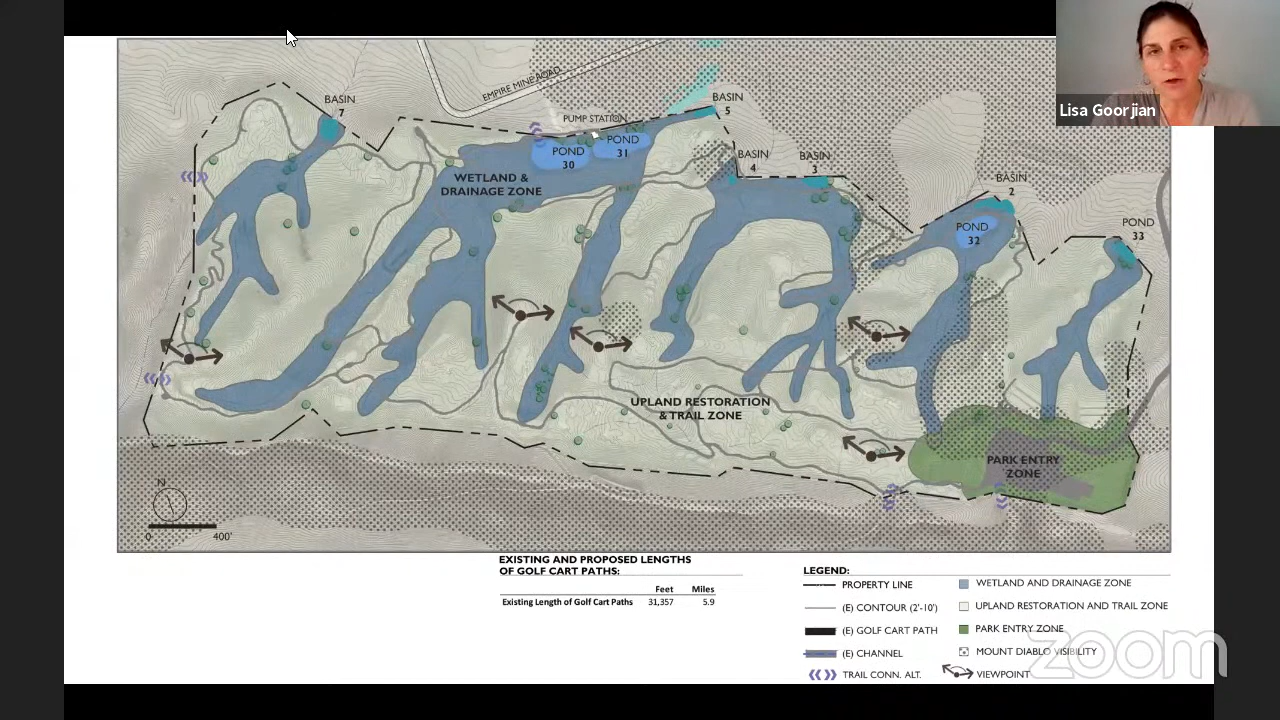 Lisa Goorjian
EMPIRE MINE ROAD
BASIN
7
BASIN
5
PUMP STATION
POND
30
POND
31
BASIN
4
BASIN
3
BASIN
2
WETLAND &
DRAINAGE ZONE
POND
32
POND
33
UPLAND RESTORATION
& TRAIL ZONE
PARK ENTRY
ZONE
N
0 400'
EXISTING AND PROPOSED LENGTHS
OF GOLF CART PATHS:
Feet Miles
Existing Length of Golf Cart Paths 31,357 5.9
LEGEND:
PROPERTY LINE
(E) CONTOUR (2'-10')
(E) GOLF CART PATH
(E) CHANNEL
TRAIL CONN. ALT.
WETLAND AND DRAINAGE ZONE
UPLAND RESTORATION AND TRAIL ZONE
PARK ENTRY ZONE
MOUNT DIABLO VISIBILITY
VIEWPOINT
zoom